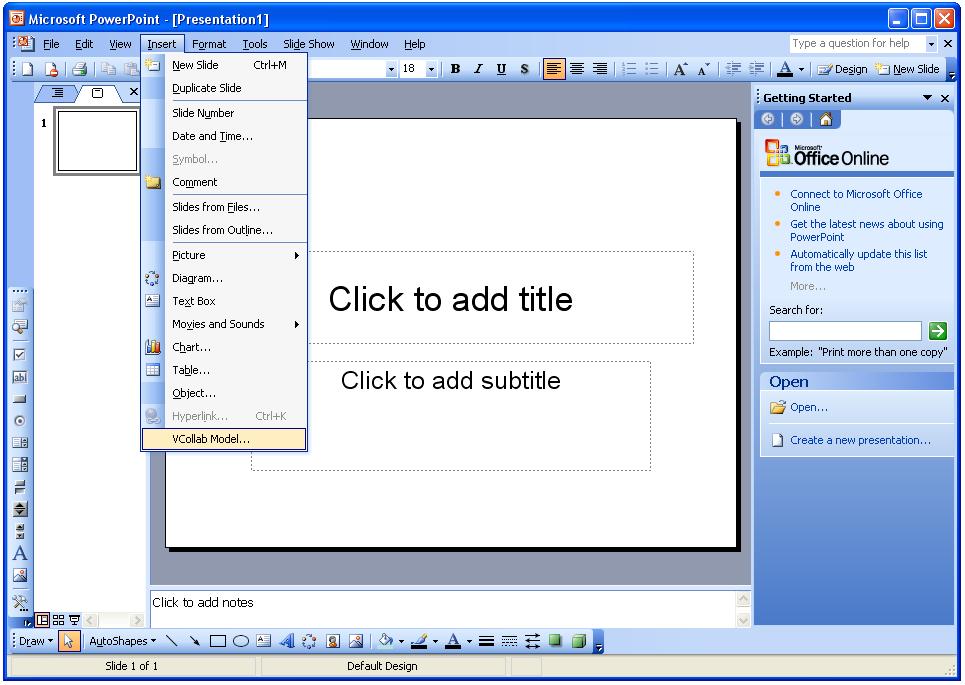 Microsoft PowerPoint - [Presentation1]
File Edit View Insert Format Tools Slide Show Window Help
Type a question for help
18 B I U S A A A Design New Slide
New Slide Ctrl+M
Duplicate Slide
Slide Number
Date and Time...
Symbol...
Comment
Slides from Files...
Slides from Outline...
Picture
Diagram...
Text Box
Movies and Sounds
Chart...
Table...
Object...
Hyperlink... Ctrl+K
VCollab Model...
1
Click to add title
Click to add subtitle
Click to add notes
Getting Started
Microsoft
Office Online
Connect to Microsoft Office
Online
Get the latest news about using
PowerPoint
Automatically update this list
from the web
More...
Search for:
Example: "Print more than one copy"
Open
Open...
Create a new presentation...
ab
A
Draw AutoShapes A
Slide 1 of 1 Default Design